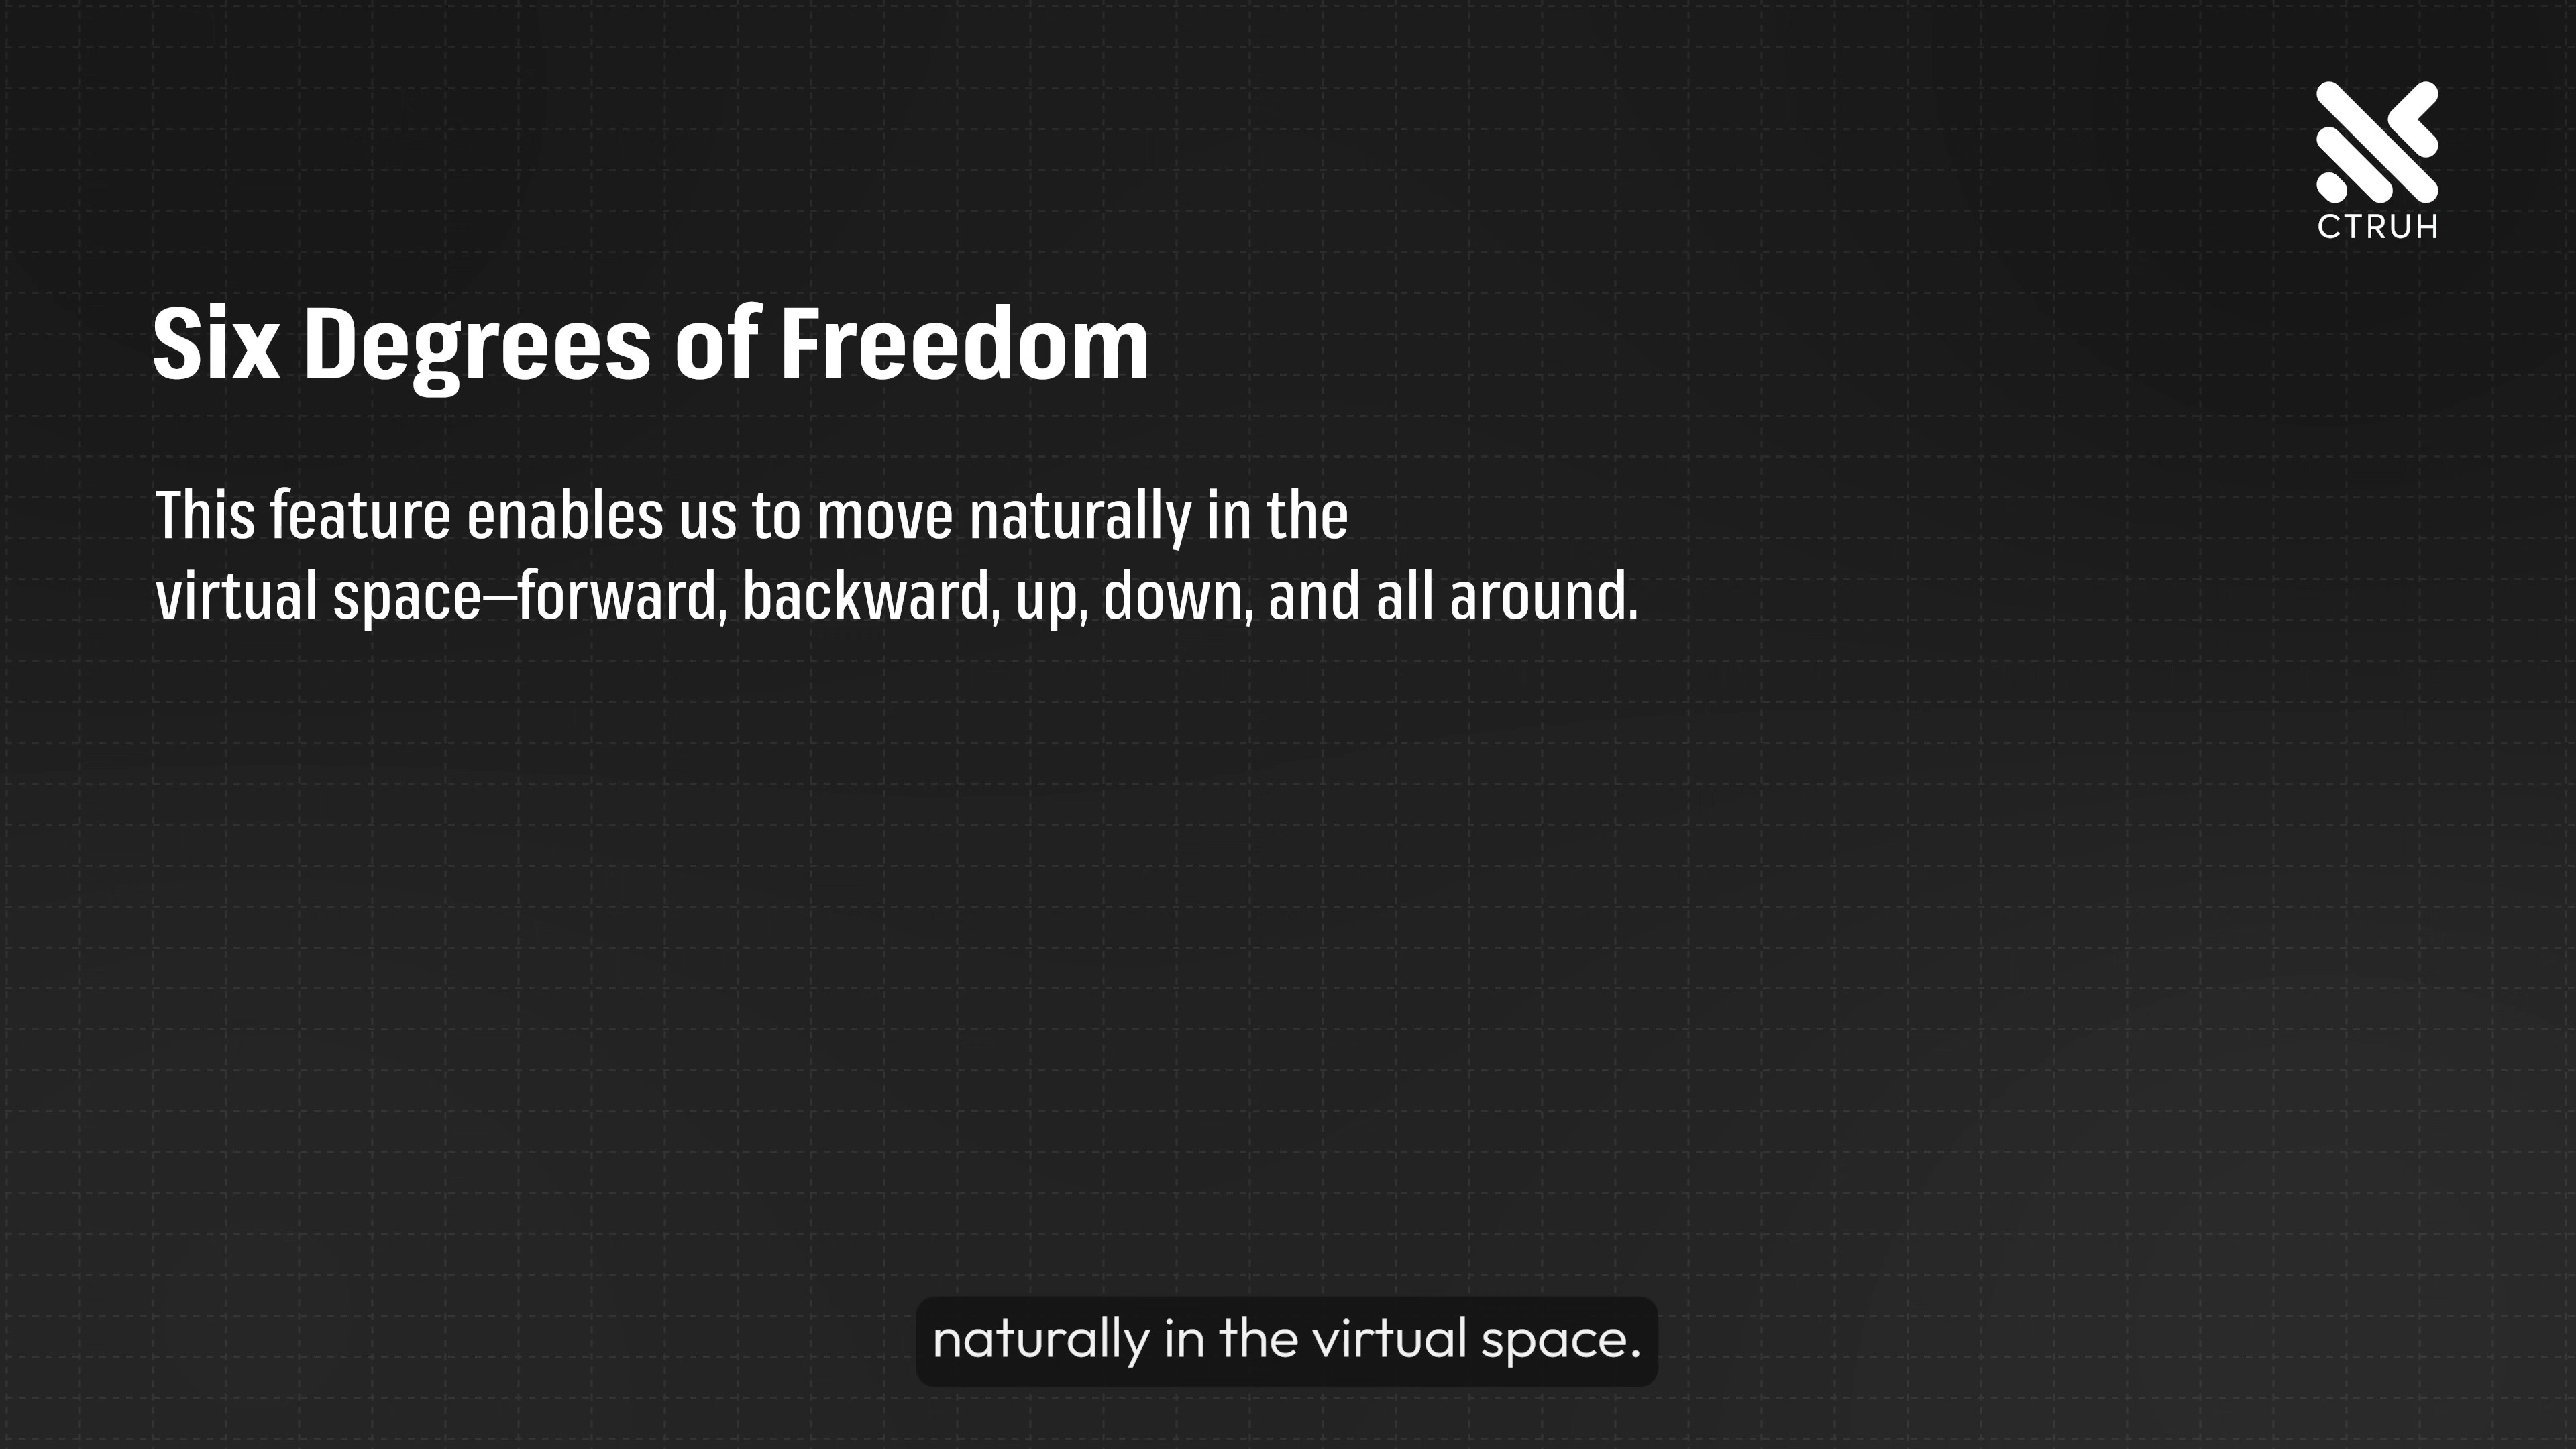 CTRUH
Six Degrees of Freedom
This feature enables us to move naturally in the
virtual space—forward, backward, up, down, and all around.
naturally in the virtual space.